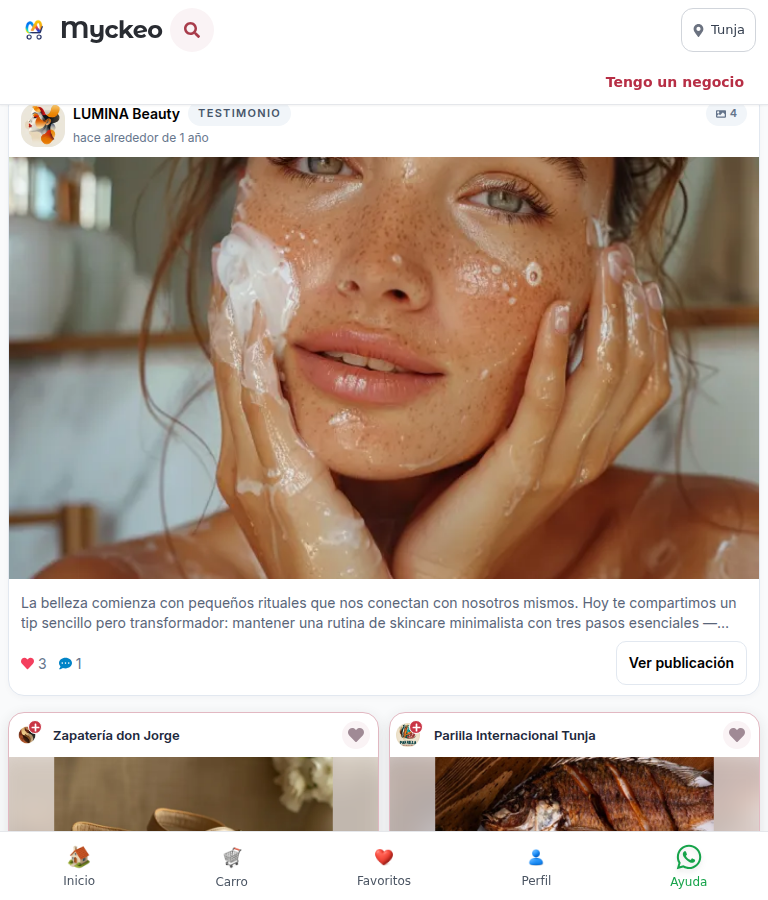 Myckeo
Tunja
Tengo un negocio
LUMINA Beauty TESTIMONIO 4
hace alrededor de 1 año
La belleza comienza con pequeños rituales que nos conectan con nosotros mismos. Hoy te compartimos un
tip sencillo pero transformador: mantener una rutina de skincare minimalista con tres pasos esenciales —...
3 1 Ver publicación
Zapatería don Jorge
Pariila Internacional Tunja
PARIILA
Inicio Carro Favoritos Perfil Ayuda